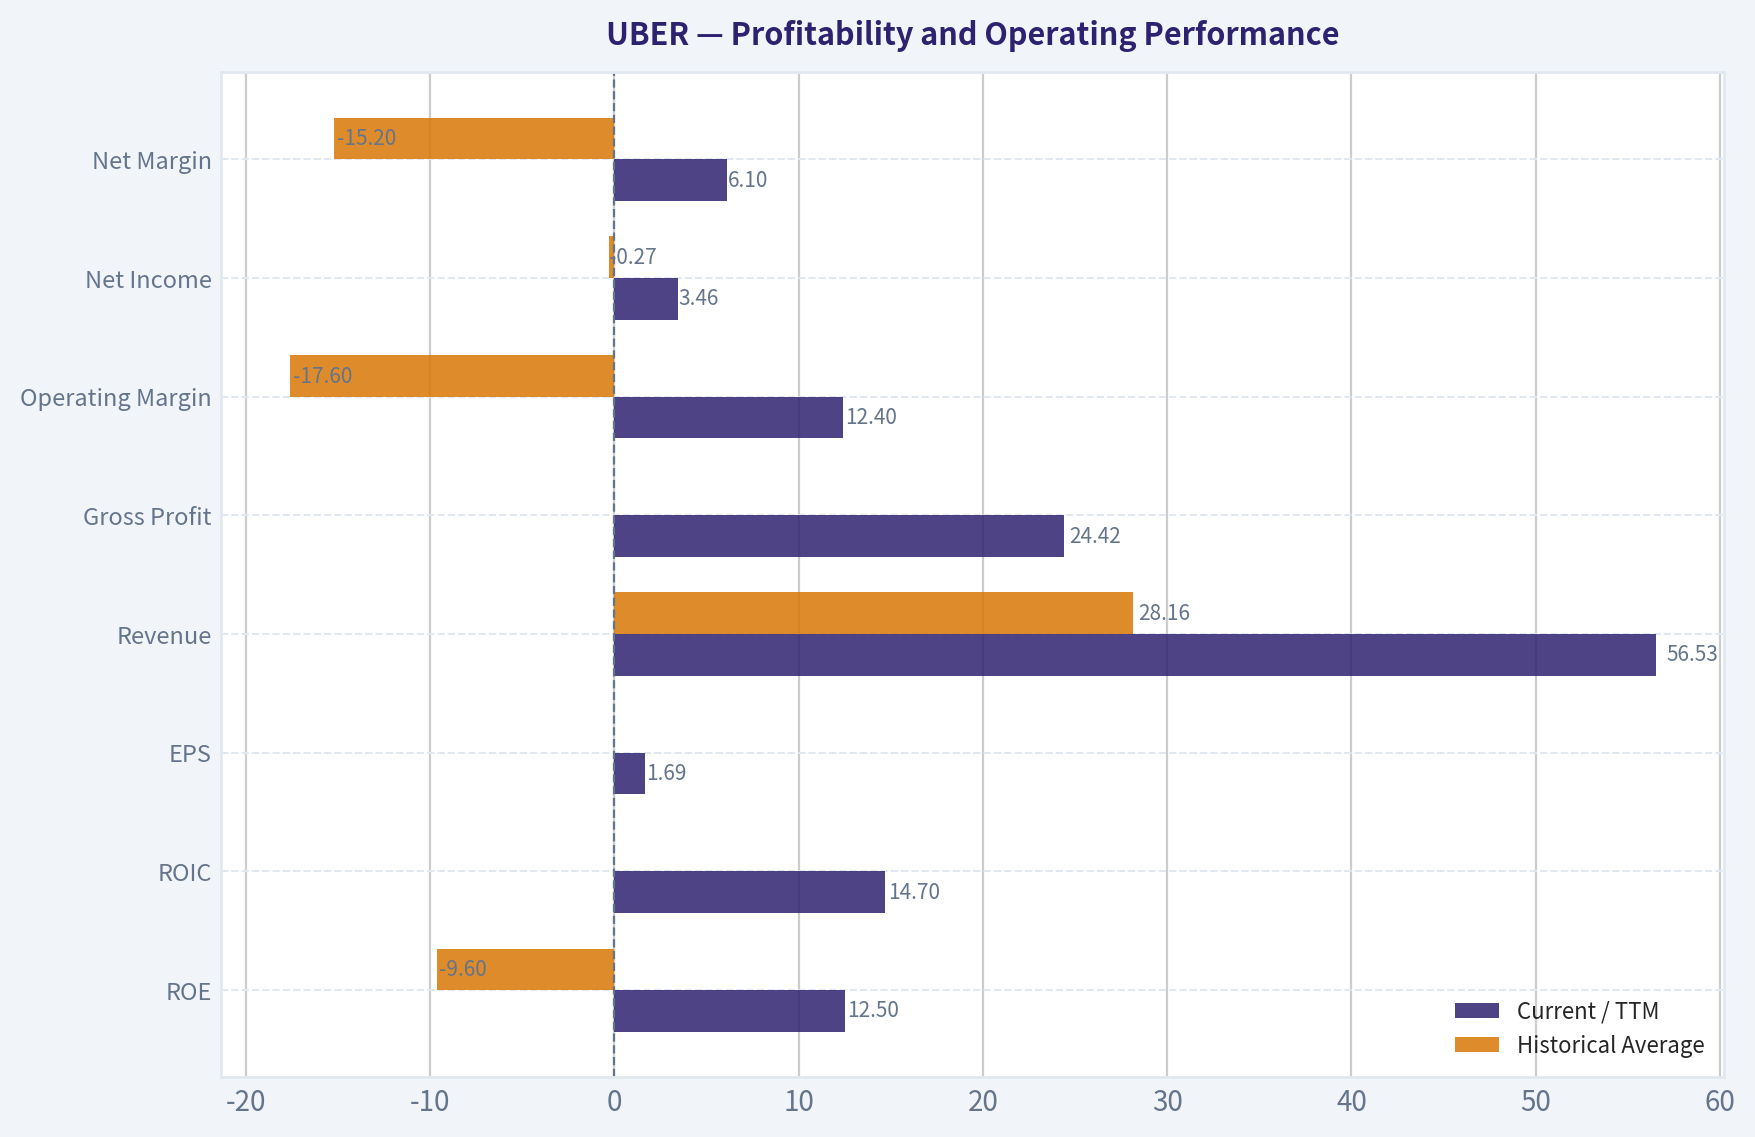 UBER — Profitability and Operating Performance
Net Margin
-15.20
6.10
Net Income
-0.27
3.46
Operating Margin
-17.60
12.40
Gross Profit
24.42
Revenue
28.16
56.53
EPS
1.69
ROIC
14.70
ROE
-9.60
12.50
Current / TTM
Historical Average
-20 -10 0 10 20 30 40 50 60